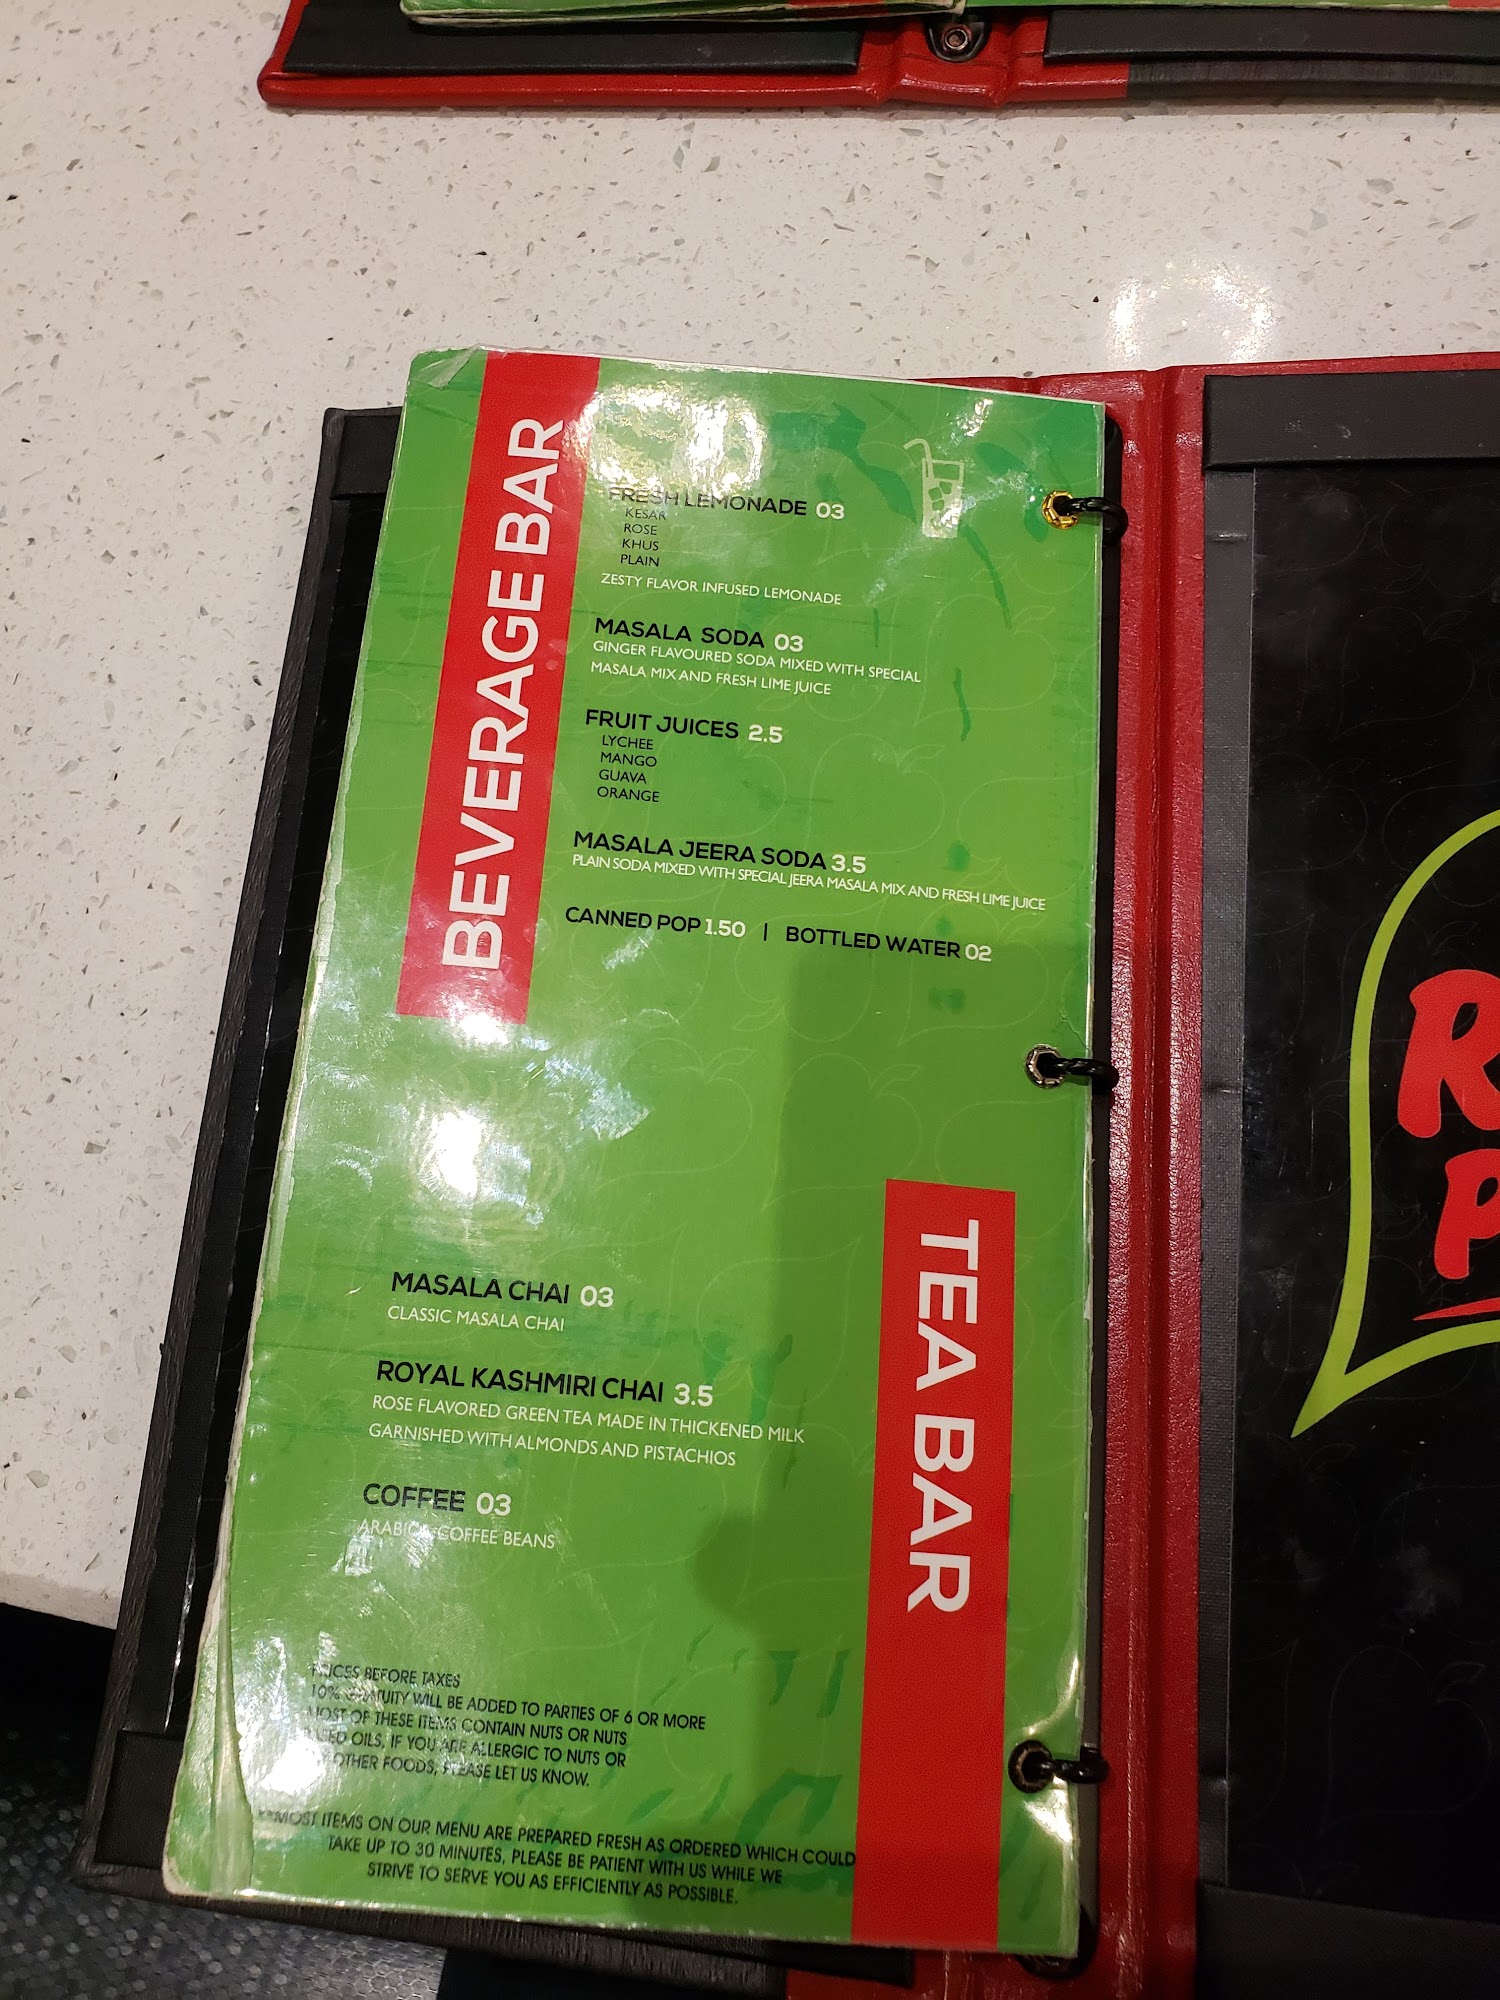 BEVERAGE BAR
FRESH LEMONADE 03
KESAR
ROSE
KHUS
PLAIN
ZESTY FLAVOR INFUSED LEMONADE
MASALA SODA 03
GINGER FLAVOURED SODA MIXED WITH SPECIAL
MASALA MIX AND FRESH LIME JUICE
FRUIT JUICES 2.5
LYCHEE
MANGO
GUAVA
ORANGE
MASALA JEERA SODA 3.5
PLAIN SODA MIXED WITH SPECIAL JEERA MASALA MIX AND FRESH LIME JUICE
CANNED POP 1.50 | BOTTLED WATER 02
TEA BAR
MASALA CHAI 03
CLASSIC MASALA CHAI
ROYAL KASHMIRI CHAI 3.5
ROSE FLAVORED GREEN TEA MADE IN THICKENED MILK
GARNISHED WITH ALMONDS AND PISTACHIOS
COFFEE 03
ARABICA COFFEE BEANS
PRICES BEFORE TAXES
10% GRATUITY WILL BE ADDED TO PARTIES OF 6 OR MORE
MOST OF THESE ITEMS CONTAIN NUTS OR NUTS
OILS, IF YOU ARE ALLERGIC TO NUTS OR
OTHER FOODS, PLEASE LET US KNOW.
**MOST ITEMS ON OUR MENU ARE PREPARED FRESH AS ORDERED WHICH COULD
TAKE UP TO 30 MINUTES, PLEASE BE PATIENT WITH US WHILE WE
STRIVE TO SERVE YOU AS EFFICIENTLY AS POSSIBLE.